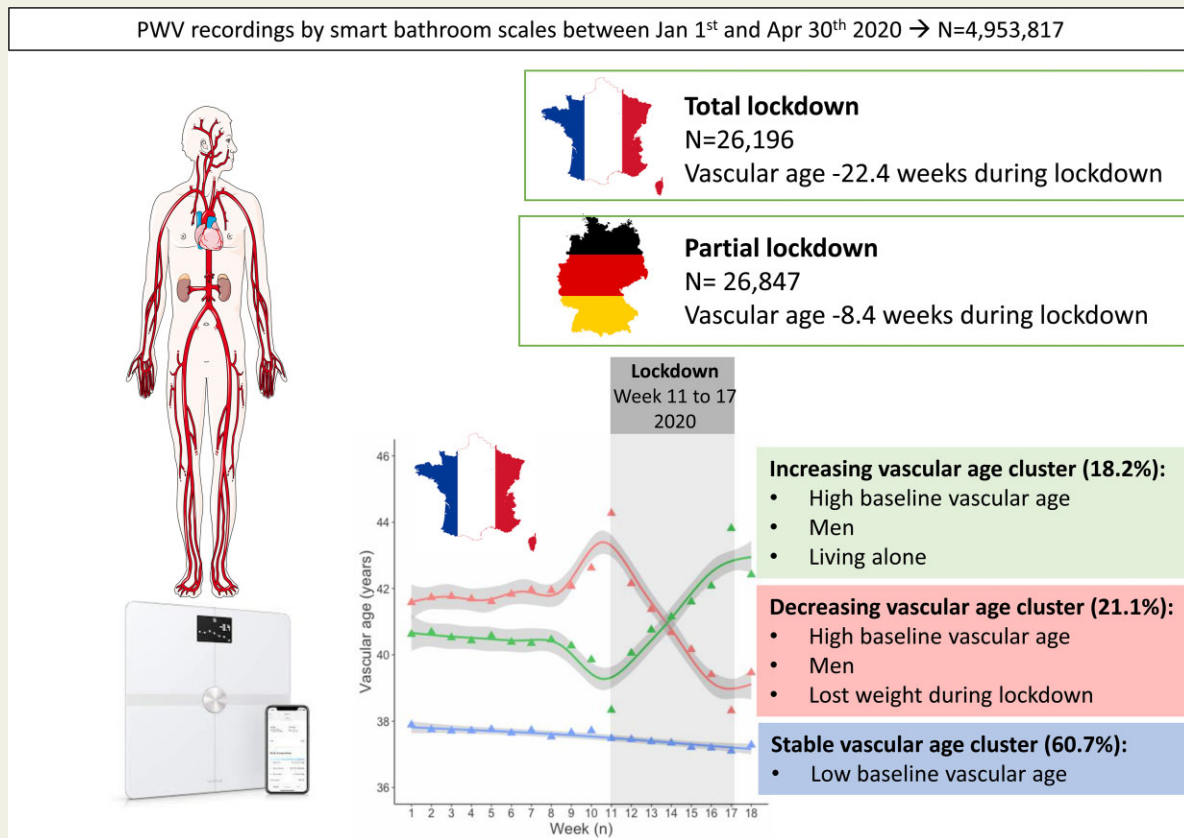 PWV recordings by smart bathroom scales between Jan 1st and Apr 30th 2020 → N=4,953,817
Total lockdown
N=26,196
Vascular age -22.4 weeks during lockdown
Partial lockdown
N= 26,847
Vascular age -8.4 weeks during lockdown
Lockdown
Week 11 to 17
2020
46
44
42
40
38
36
Vascular age (years)
1 2 3 4 5 6 7 8 9 10 11 12 13 14 15 16 17 18
Week (n)
Increasing vascular age cluster (18.2%):
• High baseline vascular age
• Men
• Living alone
Decreasing vascular age cluster (21.1%):
• High baseline vascular age
• Men
• Lost weight during lockdown
Stable vascular age cluster (60.7%):
• Low baseline vascular age